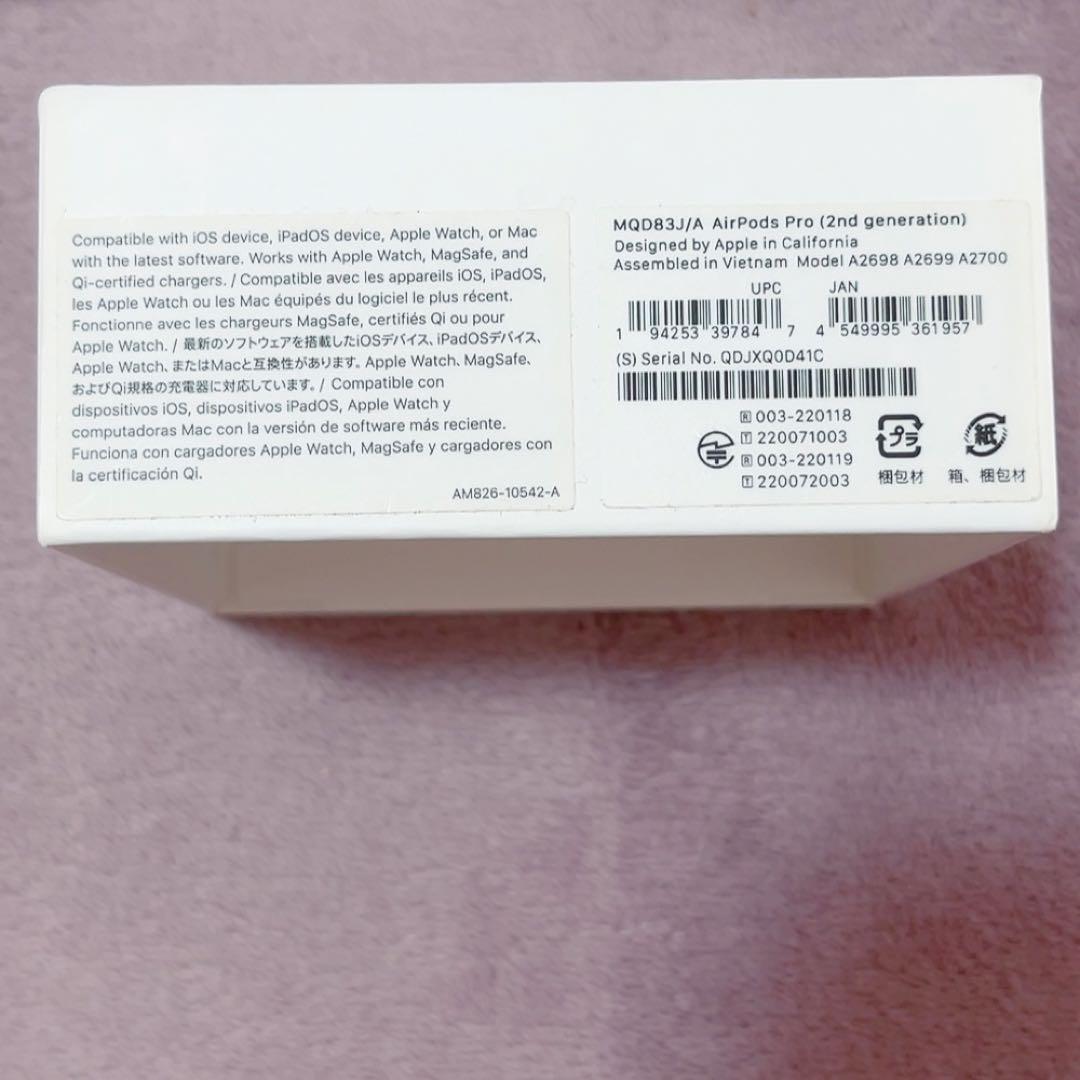 Compatible with iOS device, iPadOS device, Apple Watch, or Mac
with the latest software. Works with Apple Watch, MagSafe, and
Qi-certified chargers. / Compatible avec les appareils iOS, iPadOS,
les Apple Watch ou les Mac équipés du logiciel le plus récent.
Fonctionne avec les chargeurs MagSafe, certifiés Qi ou pour
Apple Watch. / 最新のソフトウェアを搭載したiOSデバイス、iPadOSデバイス、
Apple Watch、またはMacと互換性があります。Apple Watch、MagSafe、
およびQi規格の充電器に対応しています。/ Compatible con
dispositivos iOS, dispositivos iPadOS, Apple Watch y
computadoras Mac con la versión de software más reciente.
Funciona con cargadores Apple Watch, MagSafe y cargadores con
la certificación Qi.
AM826-10542-A
MQD83J/A AirPods Pro (2nd generation)
Designed by Apple in California
Assembled in Vietnam Model A2698 A2699 A2700
UPC JAN
1 94253 39784 7 4 549995 361957
(S) Serial No. QDJXQ0D41C
R 003-220118
T 220071003
R 003-220119
T 220072003
プラ
梱包材
紙
箱、梱包材